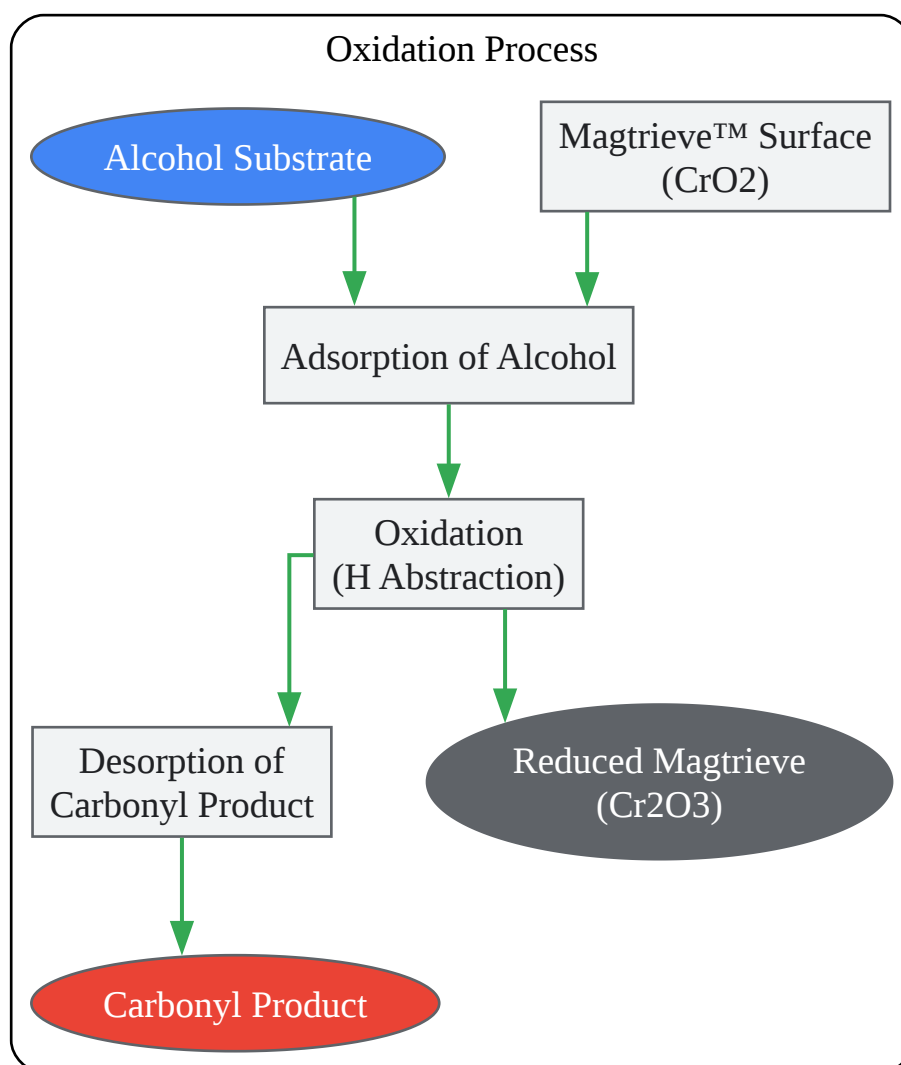 Oxidation Process
Alcohol Substrate
Magtrieve™ Surface
(CrO2)
Adsorption of Alcohol
Oxidation
(H Abstraction)
Desorption of
Carbonyl Product
Reduced Magtrieve
(Cr2O3)
Carbonyl Product